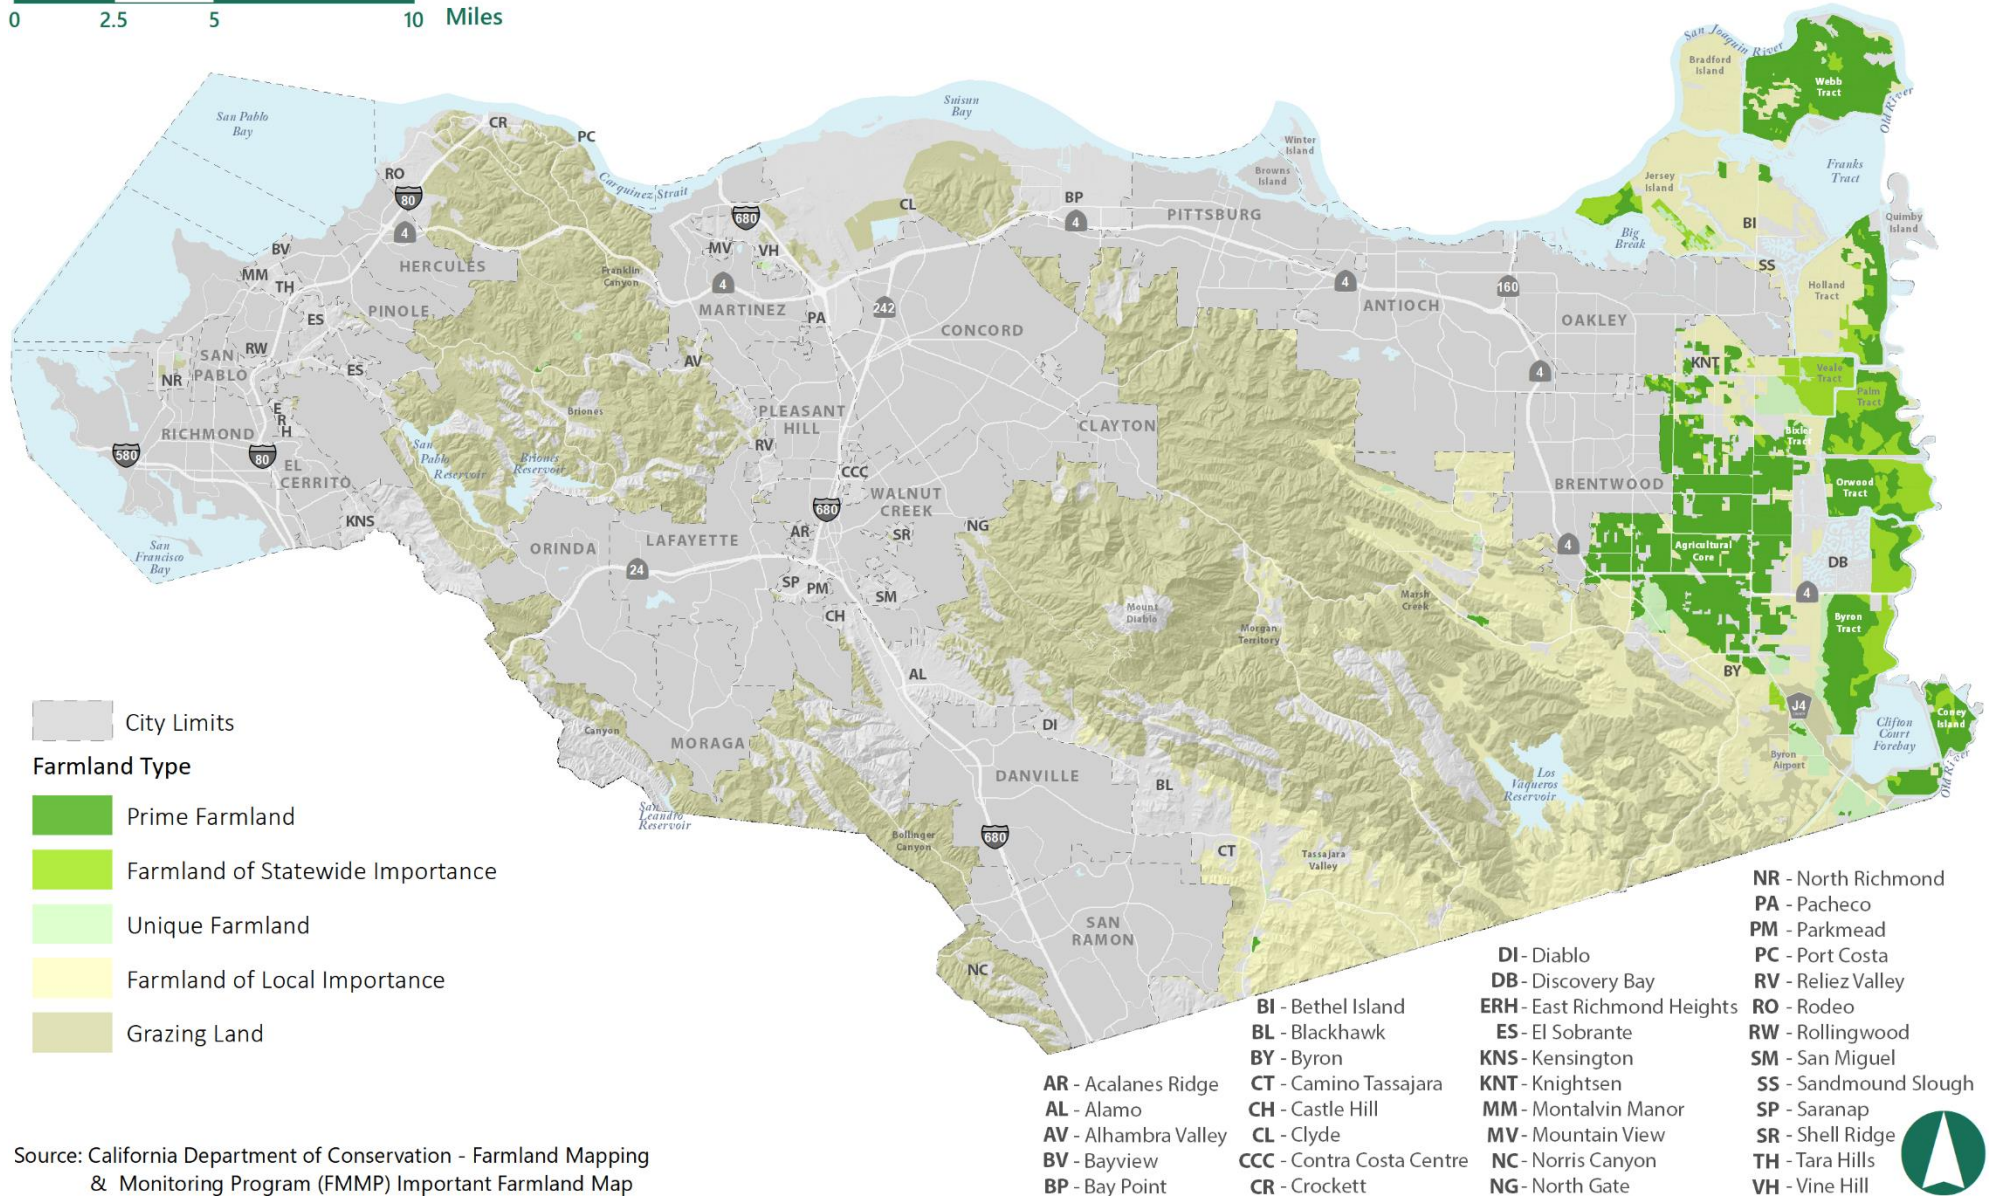 0 2.5 5 10 Miles
San Joaquin River
Bradford
Island
Webb
Tract
Old River
San Pablo
Bay
Suisun
Bay
CR
PC
Winter
Island
Browns
Island
Franks
Tract
RO
80
Carquinez Strait
CL
BP
PITTSBURG
Jersey
Island
BI
Quimby
Island
4
680
4
Big
Break
BV
MV
VH
MM
TH
HERCULES
Franklin
Canyon
4
4
160
SS
Holland
Tract
ES
PINOLE
MARTINEZ
PA
242
CONCORD
ANTIOCH
OAKLEY
RW
SAN
PABLO
NR
ES
AV
4
KNT
Veale
Tract
Palm
Tract
E
R
H
RICHMOND
Briones
PLEASANT
HILL
CLAYTON
Bixler
Tract
580
80
EL
CERRITO
San
Pablo
Reservoir
Briones
Reservoir
RV
CCC
WALNUT
CREEK
BRENTWOOD
Orwood
Tract
KNS
680
NG
San
Francisco
Bay
ORINDA
LAFAYETTE
AR
SR
4
Agricultural
Core
DB
24
SP
PM
SM
Mount
Diablo
Marsh
Creek
4
CH
Morgan
Territory
Byron
Tract
AL
BY
J4
Coney
Island
City Limits
Canyon
MORAGA
DI
Clifton
Court
Forebay
Byron
Airport
Old River
Farmland Type
DANVILLE
BL
Los
Vaqueros
Reservoir
Prime Farmland
San
Leandro
Reservoir
Bollinger
Canyon
680
CT
Tassajara
Valley
Farmland of Statewide Importance
Unique Farmland
SAN
RAMON
Farmland of Local Importance
NC
Grazing Land
AR - Acalanes Ridge
AL - Alamo
AV - Alhambra Valley
BV - Bayview
BP - Bay Point
BI - Bethel Island
BL - Blackhawk
BY - Byron
CT - Camino Tassajara
CH - Castle Hill
CL - Clyde
CCC - Contra Costa Centre
CR - Crockett
DI - Diablo
DB - Discovery Bay
ERH - East Richmond Heights
ES - El Sobrante
KNS - Kensington
KNT - Knightsen
MM - Montalvin Manor
MV - Mountain View
NC - Norris Canyon
NG - North Gate
NR - North Richmond
PA - Pacheco
PM - Parkmead
PC - Port Costa
RV - Reliez Valley
RO - Rodeo
RW - Rollingwood
SM - San Miguel
SS - Sandmound Slough
SP - Saranap
SR - Shell Ridge
TH - Tara Hills
VH - Vine Hill
Source: California Department of Conservation - Farmland Mapping
& Monitoring Program (FMMP) Important Farmland Map